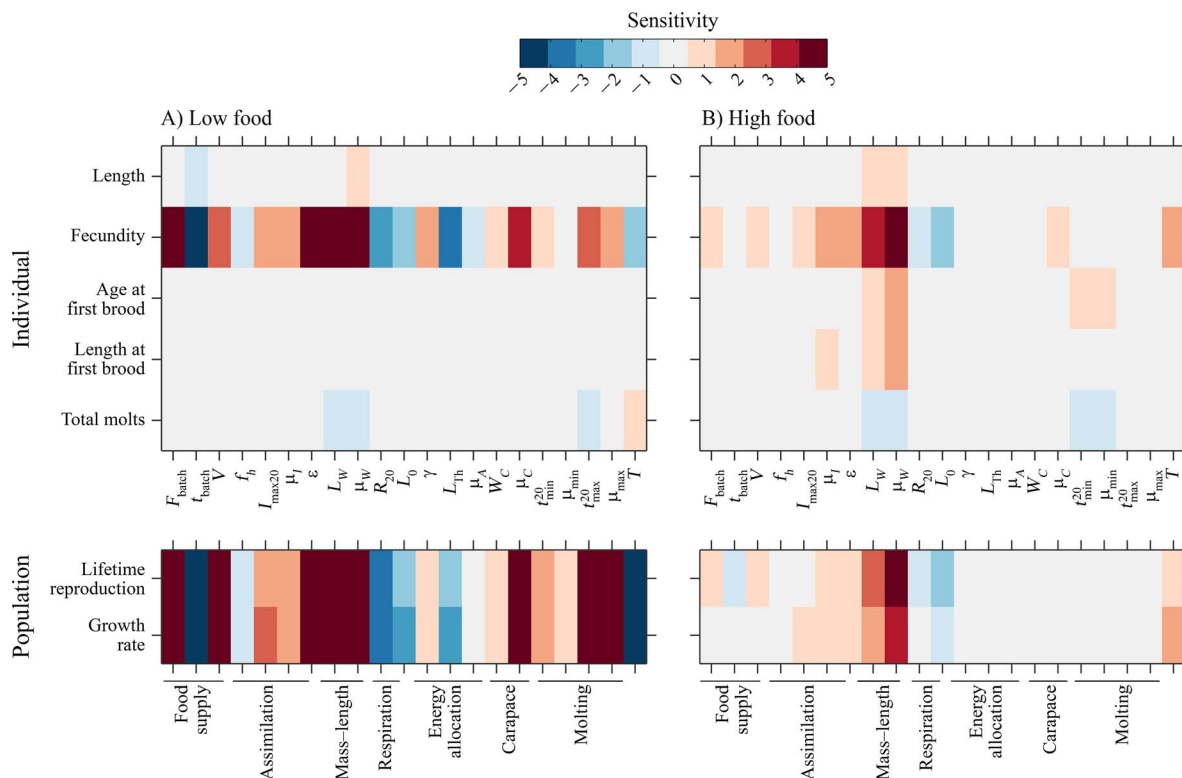 Sensitivity
−5 −4 −3 −2 −1 0 1 2 3 4 5
A) Low food
B) High food
Individual
Length
Fecundity
Age at
first brood
Length at
first brood
Total molts
F_batch t_batch V f_h I_max20 μ_I ε L_W μ_W R_20 L_0 γ L_Th μ_A W_C μ_C t^20_min μ_min t^20_max μ_max T
F_batch t_batch V f_h I_max20 μ_I ε L_W μ_W R_20 L_0 γ L_Th μ_A W_C μ_C t^20_min μ_min t^20_max μ_max T
Population
Lifetime
reproduction
Growth
rate
Food
supply
Assimilation
Mass–length
Respiration
Energy
allocation
Carapace
Molting
Food
supply
Assimilation
Mass–length
Respiration
Energy
allocation
Carapace
Molting